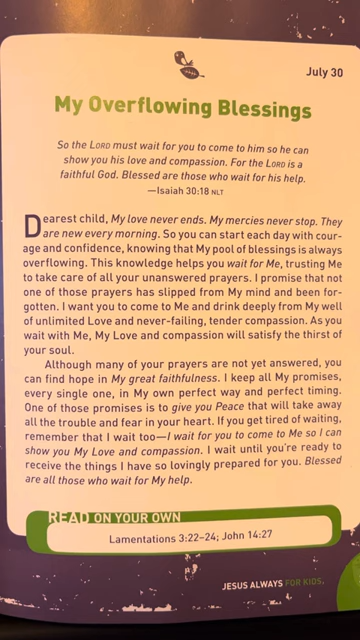 July 30
My Overflowing Blessings
So the LORD must wait for you to come to him so he can
show you his love and compassion. For the LORD is a
faithful God. Blessed are those who wait for his help.
—Isaiah 30:18 NLT
Dearest child, My love never ends. My mercies never stop. They
are new every morning. So you can start each day with cour-
age and confidence, knowing that My pool of blessings is always
overflowing. This knowledge helps you wait for Me, trusting Me
to take care of all your unanswered prayers. I promise that not
one of those prayers has slipped from My mind and been for-
gotten. I want you to come to Me and drink deeply from My well
of unlimited Love and never-failing, tender compassion. As you
wait with Me, My Love and compassion will satisfy the thirst of
your soul.
Although many of your prayers are not yet answered, you
can find hope in My great faithfulness. I keep all My promises,
every single one, in My own perfect way and perfect timing.
One of those promises is to give you Peace that will take away
all the trouble and fear in your heart. If you get tired of waiting,
remember that I wait too—I wait for you to come to Me so I can
show you My Love and compassion. I wait until you're ready to
receive the things I have so lovingly prepared for you. Blessed
are all those who wait for My help.
READ ON YOUR OWN
Lamentations 3:22–24; John 14:27
JESUS ALWAYS FOR KIDS.